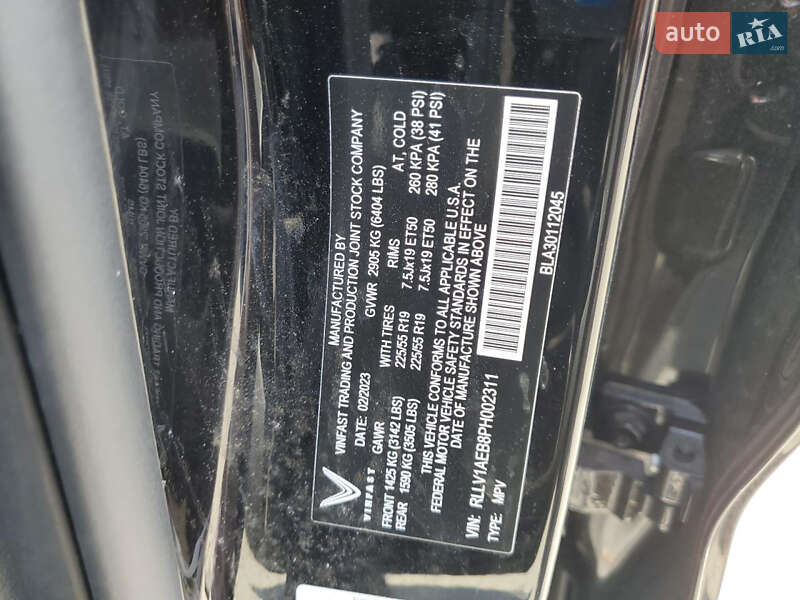 auto RIA.com
MANUFACTURED BY
VINFAST TRADING AND PRODUCTION JOINT STOCK COMPANY
DATE: 02/2023 GVWR 2905 KG (6404 LBS)
GAWR WITH TIRES RIMS AT, COLD
FRONT 1425 KG (3142 LBS) 225/55 R19 7.5Jx19 ET50 260 KPA (38 PSI)
REAR 1590 KG (3505 LBS) 225/55 R19 7.5Jx19 ET50 280 KPA (41 PSI)
THIS VEHICLE CONFORMS TO ALL APPLICABLE U.S.A.
FEDERAL MOTOR VEHICLE SAFETY STANDARDS IN EFFECT ON THE
DATE OF MANUFACTURE SHOWN ABOVE
VIN: RLLV1AEB8PH002311
TYPE: MPV
BLA30112045
VINFAST